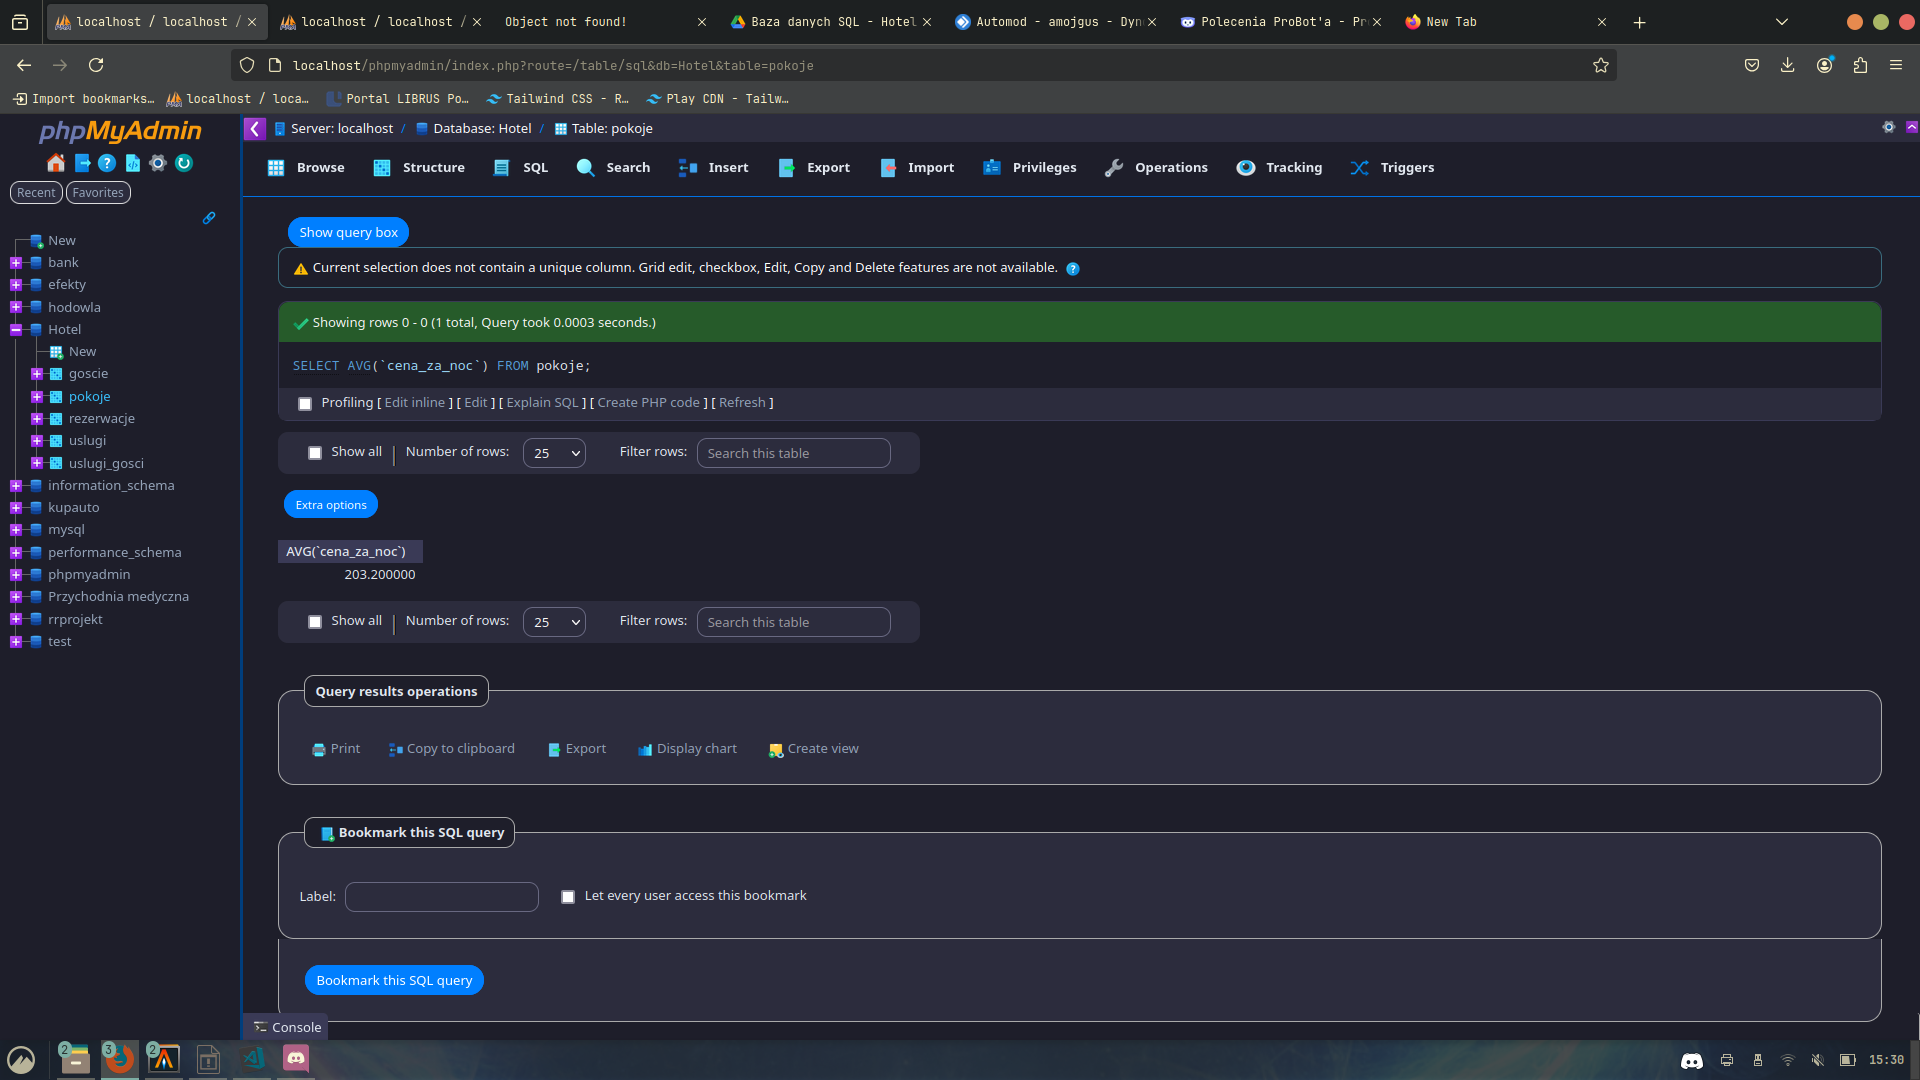 localhost / localhost /
localhost / localhost /
Object not found!
Baza danych SQL - Hotel
Automod - amojgus - Dyn
Polecenia ProBot'a - Pr
New Tab
localhost/phpmyadmin/index.php?route=/table/sql&db=Hotel&table=pokoje
Import bookmarks…
localhost / loca…
Portal LIBRUS Po…
Tailwind CSS - R…
Play CDN - Tailw…
phpMyAdmin
Recent
Favorites
New
bank
efekty
hodowla
Hotel
New
goscie
pokoje
rezerwacje
uslugi
uslugi_gosci
information_schema
kupauto
mysql
performance_schema
phpmyadmin
Przychodnia medyczna
rrprojekt
test
Server: localhost / Database: Hotel / Table: pokoje
Browse
Structure
SQL
Search
Insert
Export
Import
Privileges
Operations
Tracking
Triggers
Show query box
Current selection does not contain a unique column. Grid edit, checkbox, Edit, Copy and Delete features are not available.
Showing rows 0 - 0 (1 total, Query took 0.0003 seconds.)
SELECT AVG(`cena_za_noc`) FROM pokoje;
Profiling [ Edit inline ] [ Edit ] [ Explain SQL ] [ Create PHP code ] [ Refresh ]
Show all | Number of rows: 25 Filter rows: Search this table
Extra options
AVG(`cena_za_noc`)
203.200000
Show all | Number of rows: 25 Filter rows: Search this table
Query results operations
Print
Copy to clipboard
Export
Display chart
Create view
Bookmark this SQL query
Label:
Let every user access this bookmark
Bookmark this SQL query
Console
2
3
2
15:30